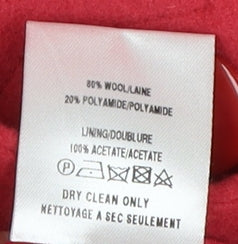 80% WOOL/LAINE
20% POLYAMIDE/POLYAMIDE
LINING/DOUBLURE
100% ACETATE/ACETATE
P
DRY CLEAN ONLY
NETTOYAGE A SEC SEULEMENT